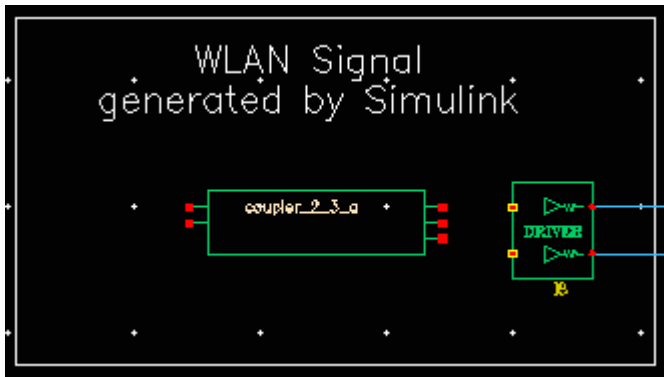 WLAN Signal
generated by Simulink
coupler_2_3_a
DRIVER